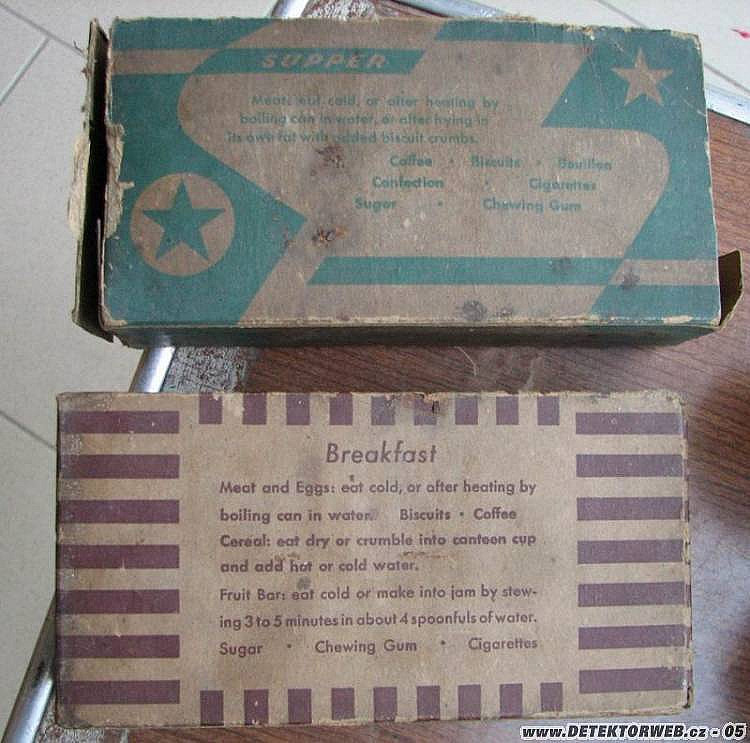 SUPPER
Meat: eat cold, or after heating by
boiling can in water, or after frying in
its own fat with added biscuit crumbs.
Coffee • Biscuits • Bouillon
Confection • Cigarettes
Sugar • Chewing Gum
Breakfast
Meat and Eggs: eat cold, or after heating by
boiling can in water. Biscuits • Coffee
Cereal: eat dry or crumble into canteen cup
and add hot or cold water.
Fruit Bar: eat cold or make into jam by stew-
ing 3 to 5 minutes in about 4 spoonfuls of water.
Sugar • Chewing Gum • Cigarettes
www.DETEKTORWEB.cz - 05